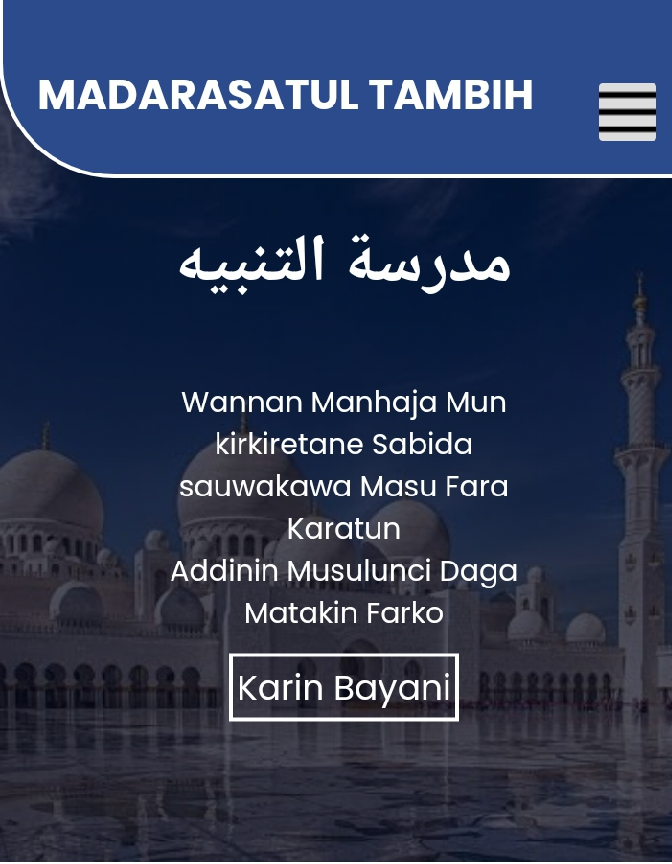 MADARASATUL TAMBIH
مدرسة التنبيه
Wannan Manhaja Mun
kirkiretane Sabida
sauwakawa Masu Fara
Karatun
Addinin Musulunci Daga
Matakin Farko
Karin Bayani